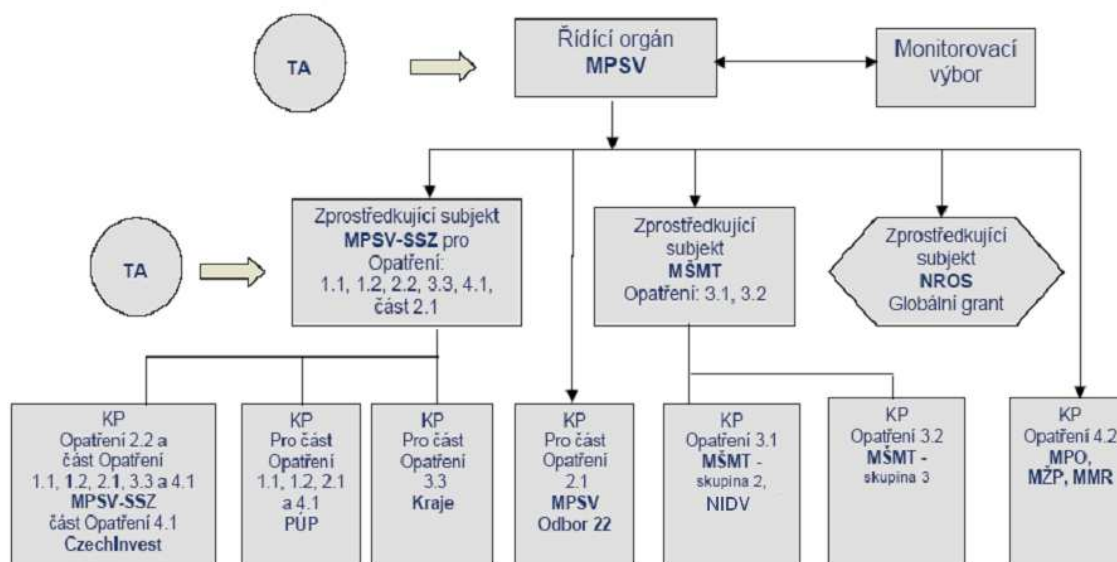 TA
Řídící orgán
MPSV
Monitorovací
výbor
TA
Zprostředkující subjekt
MPSV-SSZ pro
Opatření:
1.1, 1.2, 2.2, 3.3, 4.1,
část 2.1
Zprostředkující
subjekt
MŠMT
Opatření: 3.1, 3.2
Zprostředkující
subjekt
NROS
Globální grant
KP
Opatření 2.2 a
část Opatření
1.1, 1.2, 2.1, 3.3 a 4.1
MPSV-SSZ
část Opatření 4.1
CzechInvest
KP
Pro část
Opatření
1.1, 1.2, 2.1
a 4.1
PÚP
KP
Pro část
Opatření
3.3
Kraje
KP
Pro část
Opatření
2.1
MPSV
Odbor 22
KP
Opatření 3.1
MŠMT -
skupina 2,
NIDV
KP
Opatření 3.2
MŠMT -
skupina 3
KP
Opatření 4.2
MPO,
MŽP, MMR